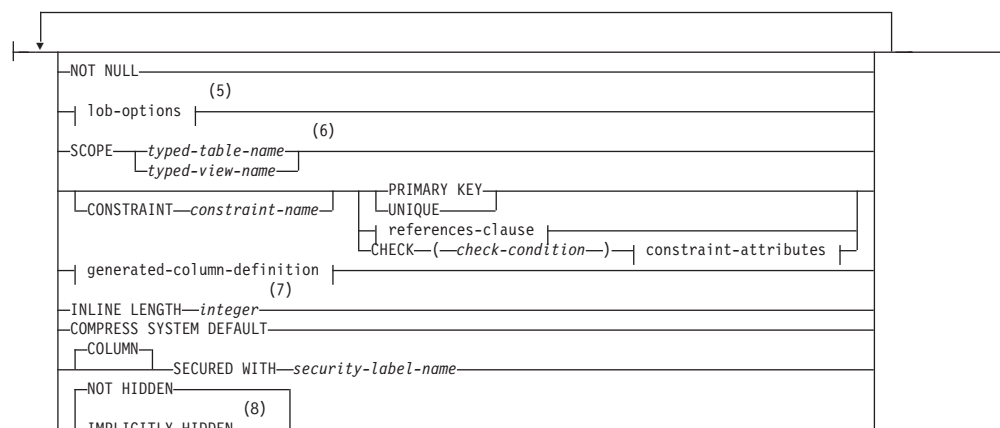 NOT NULL
(5)
lob-options
(6)
SCOPE typed-table-name
typed-view-name
PRIMARY KEY
CONSTRAINT constraint-name UNIQUE
references-clause
CHECK ( check-condition ) constraint-attributes
generated-column-definition
(7)
INLINE LENGTH integer
COMPRESS SYSTEM DEFAULT
COLUMN
SECURED WITH security-label-name
NOT HIDDEN
(8)
IMPLICITLY HIDDEN